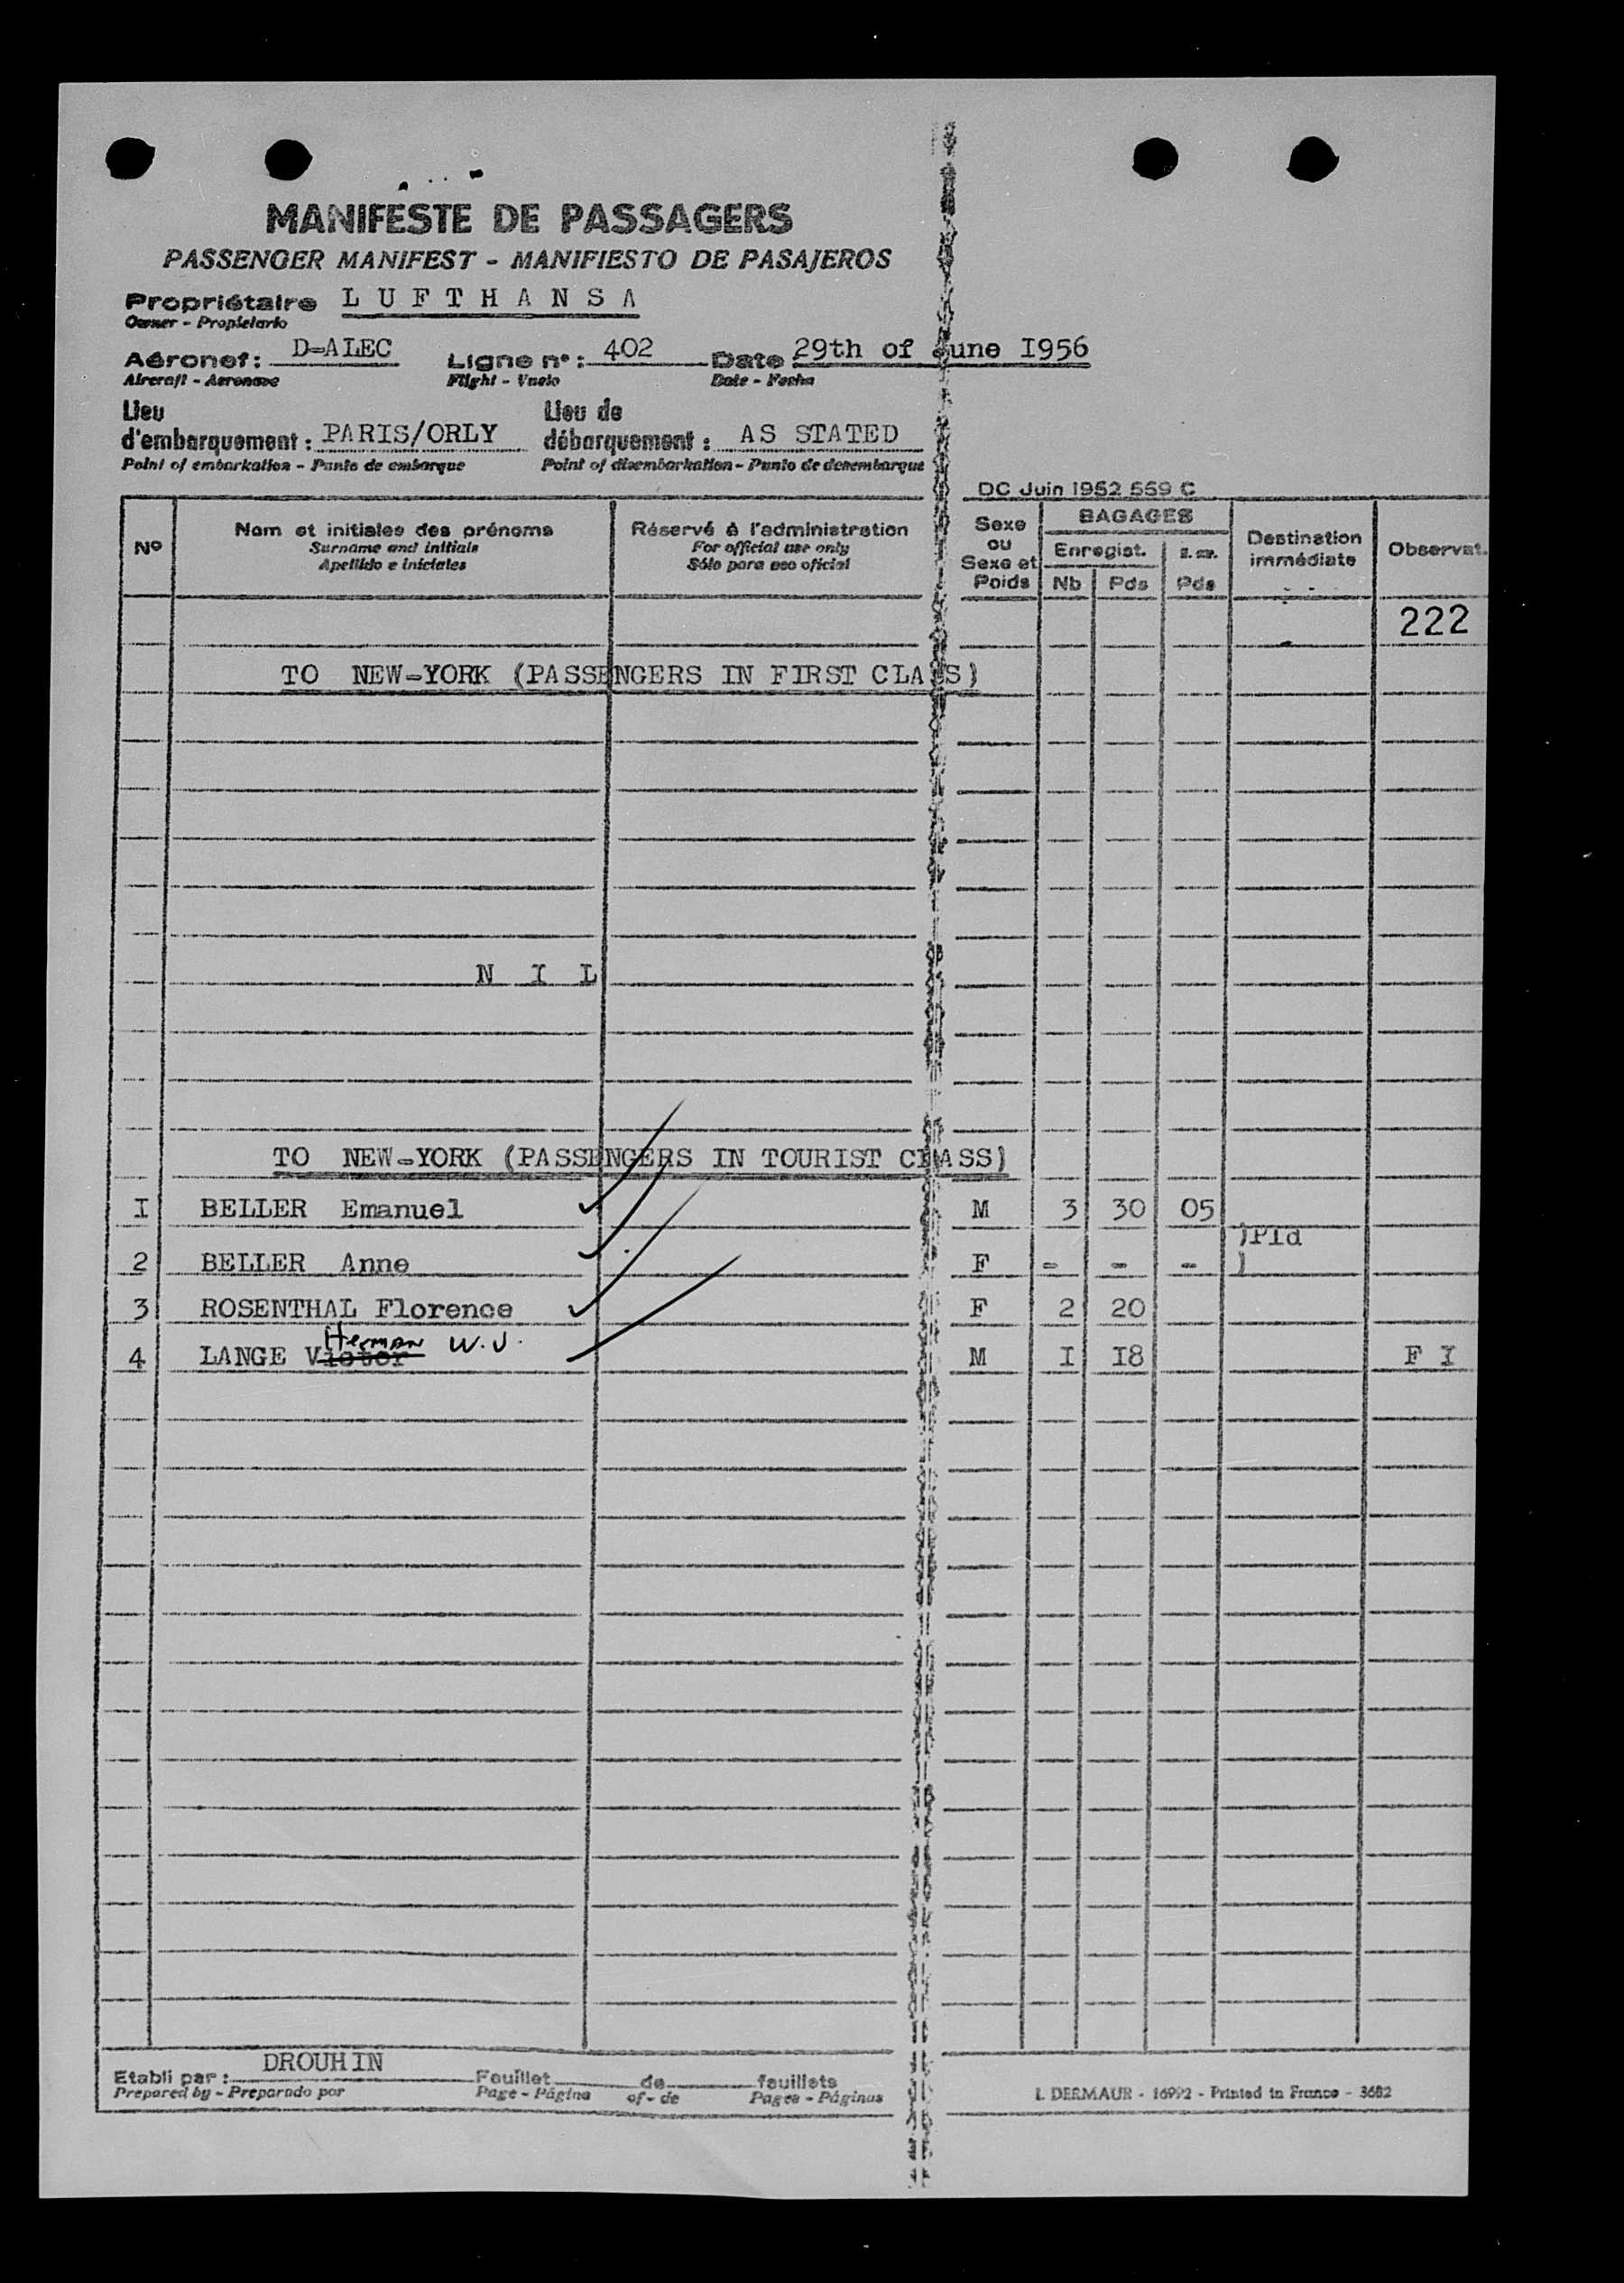 MANIFESTE DE PASSAGERS
PASSENGER MANIFEST - MANIFIESTO DE PASAJEROS
Propriétaire L U F T H A N S A
Owner - Propietario
Aéronef: D-ALEC Ligne n°: 402 Date 29th of June I956
Aircraft - Aeronave Flight - Vuelo Date - Fecha
Lieu d'embarquement: PARIS/ORLY Lieu de débarquement: AS STATED
Point of embarkation - Punto de embarque Point of disembarkation - Punto de desembarque
DC Juin 1952 559 C
N° Nom et initiales des prénoms Réservé à l'administration Sexe ou Sexe et Poids BAGAGES Destination immédiate Observat.
Surname and initials For official use only Enregist.
Apellido e iniciales Sólo para uso oficial Nb Pds Pds
222
TO NEW-YORK (PASSENGERS IN FIRST CLASS)
N I L
TO NEW-YORK (PASSENGERS IN TOURIST CLASS)
I BELLER Emanuel M 3 30 05
)PId
2 BELLER Anne F - - - )
3 ROSENTHAL Florence F 2 20
Herman W.J.
4 LANGE Victor M I I8 F I
DROUHIN
Etabli par: Feuillet de feuillets
Prepared by - Preparado por Page - Página of - de Pages - Páginas
L DERMAUR - 16992 - Printed in France - 3682